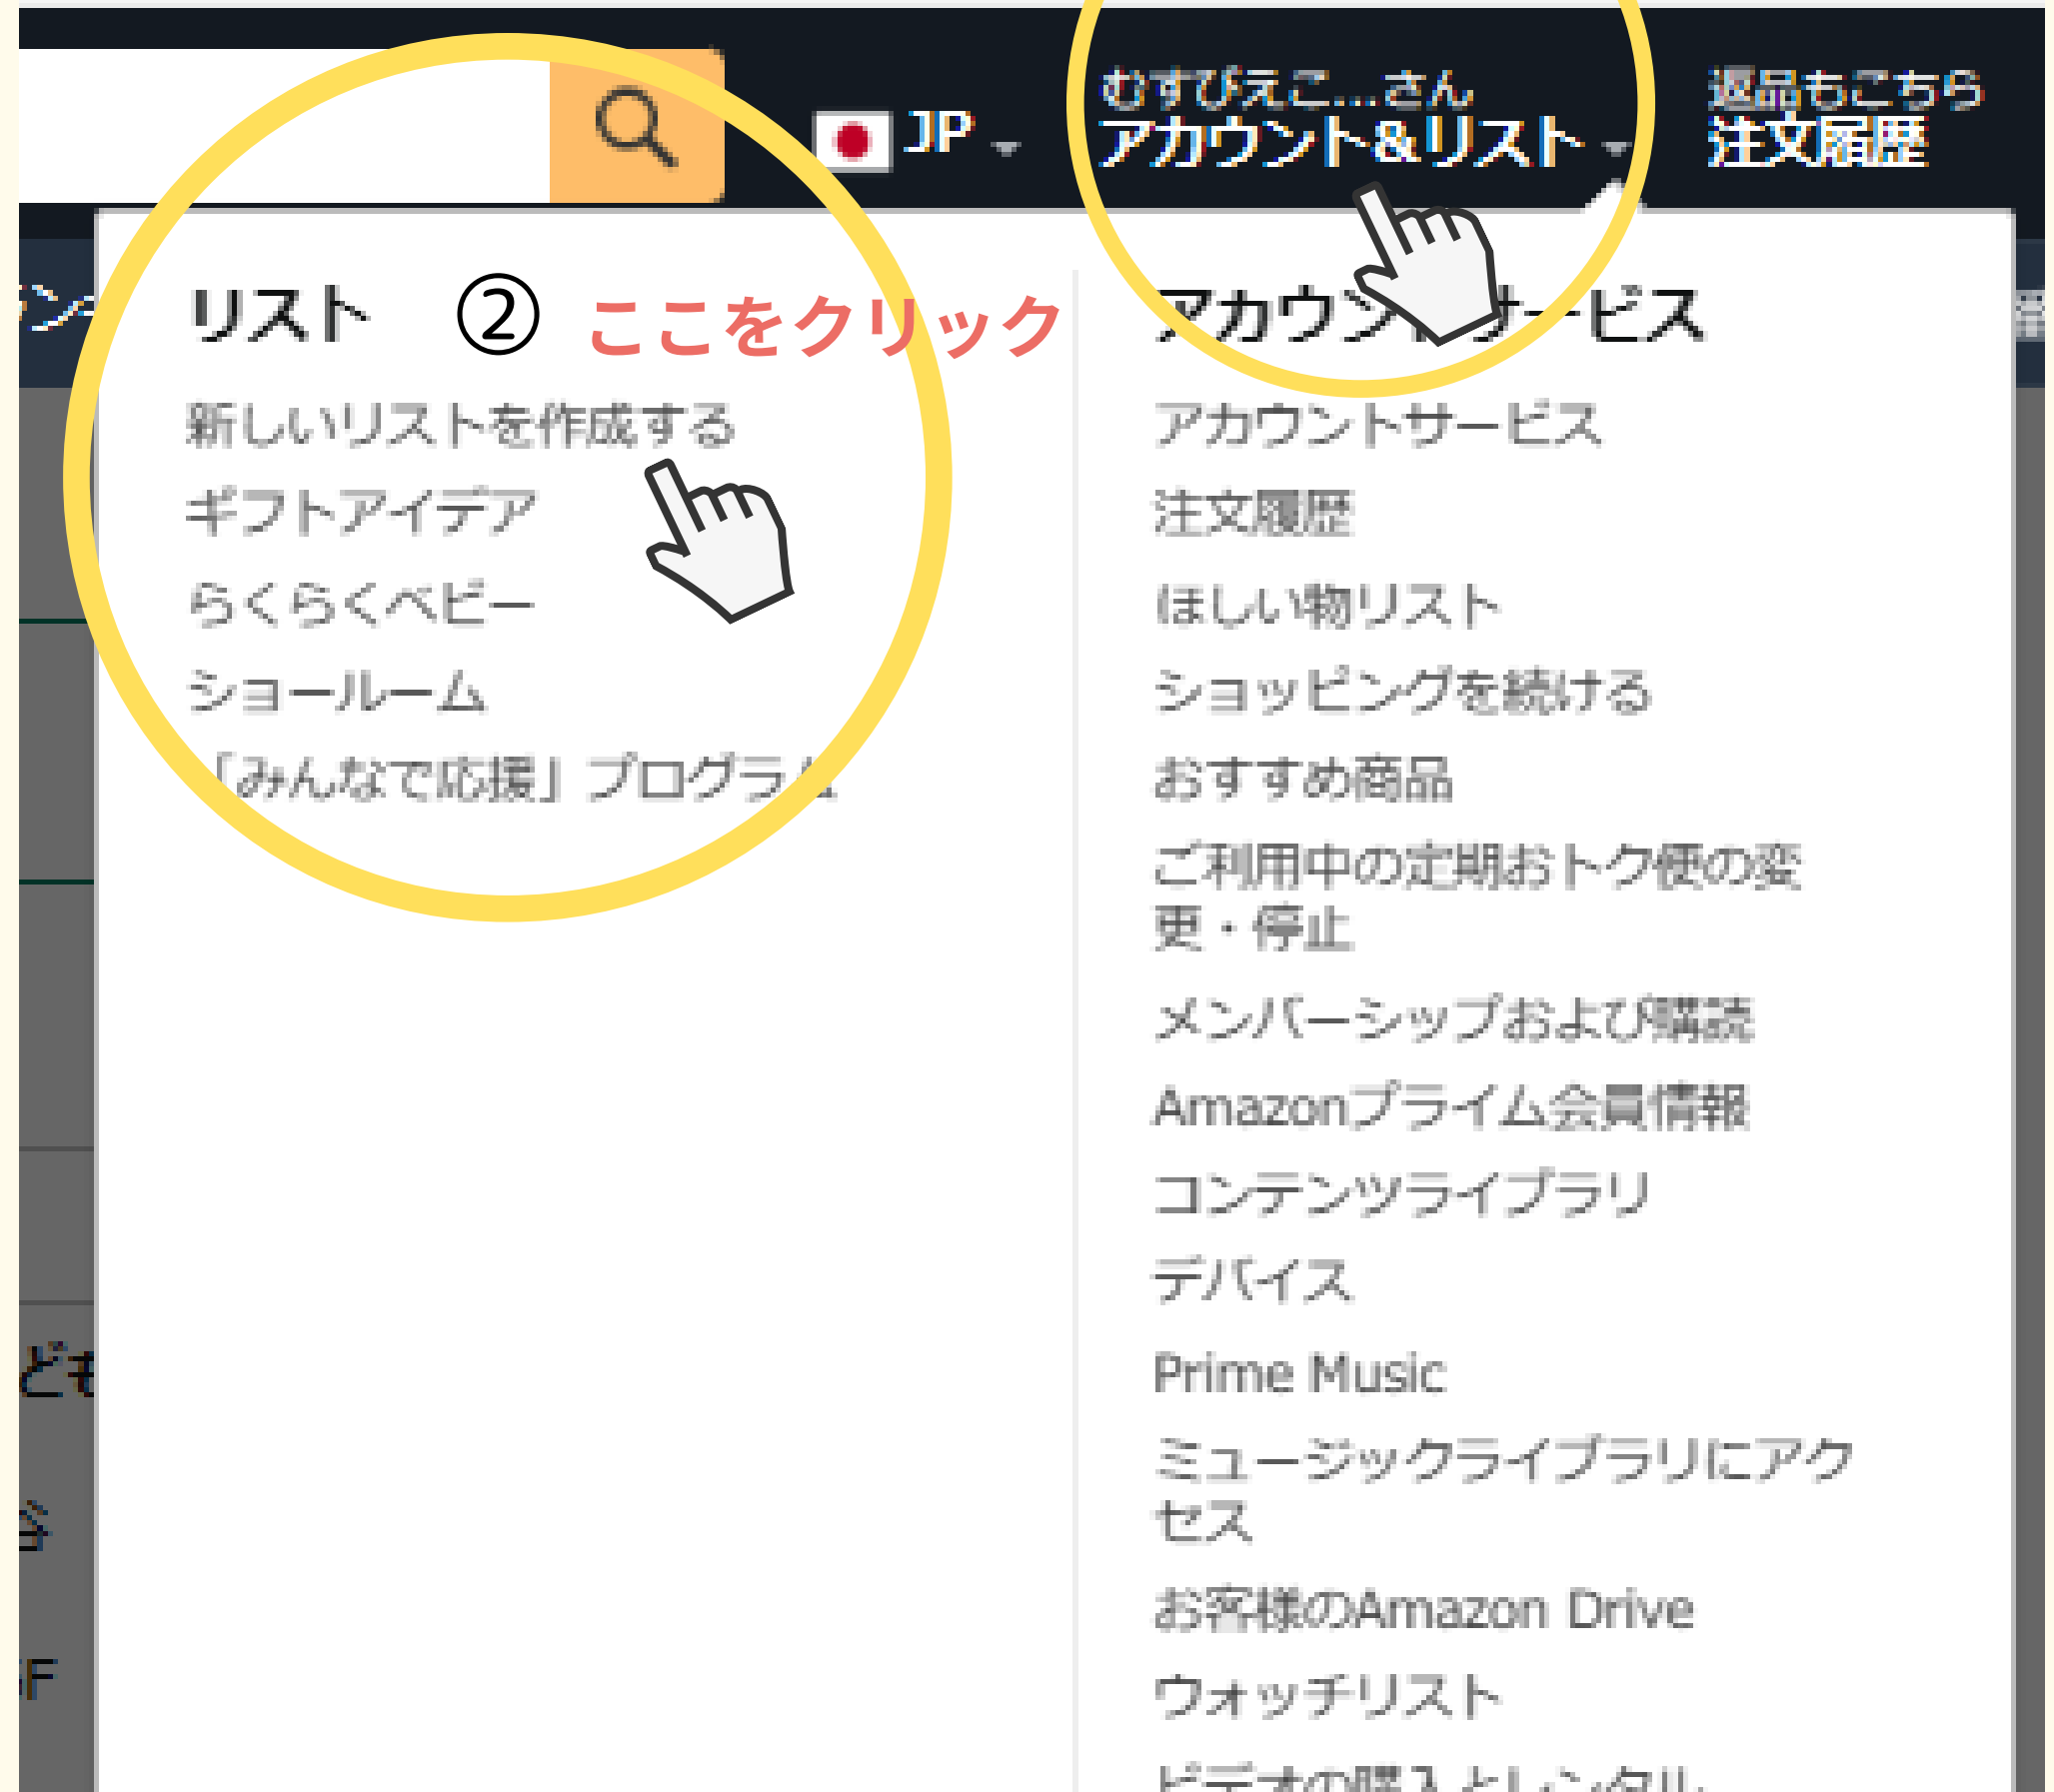 JP
むすびえこ...さん
アカウント&リスト
返品もこちら
注文履歴
リスト
② ここをクリック
新しいリストを作成する
ギフトアイデア
らくらくベビー
ショールーム
「みんなで応援」プログラム
アカウントサービス
アカウントサービス
注文履歴
ほしい物リスト
ショッピングを続ける
おすすめ商品
ご利用中の定期おトク便の変
更・停止
メンバーシップおよび購読
Amazonプライム会員情報
コンテンツライブラリ
デバイス
Prime Music
ミュージックライブラリにアク
セス
お客様のAmazon Drive
ウォッチリスト
ビデオの購入とレンタル